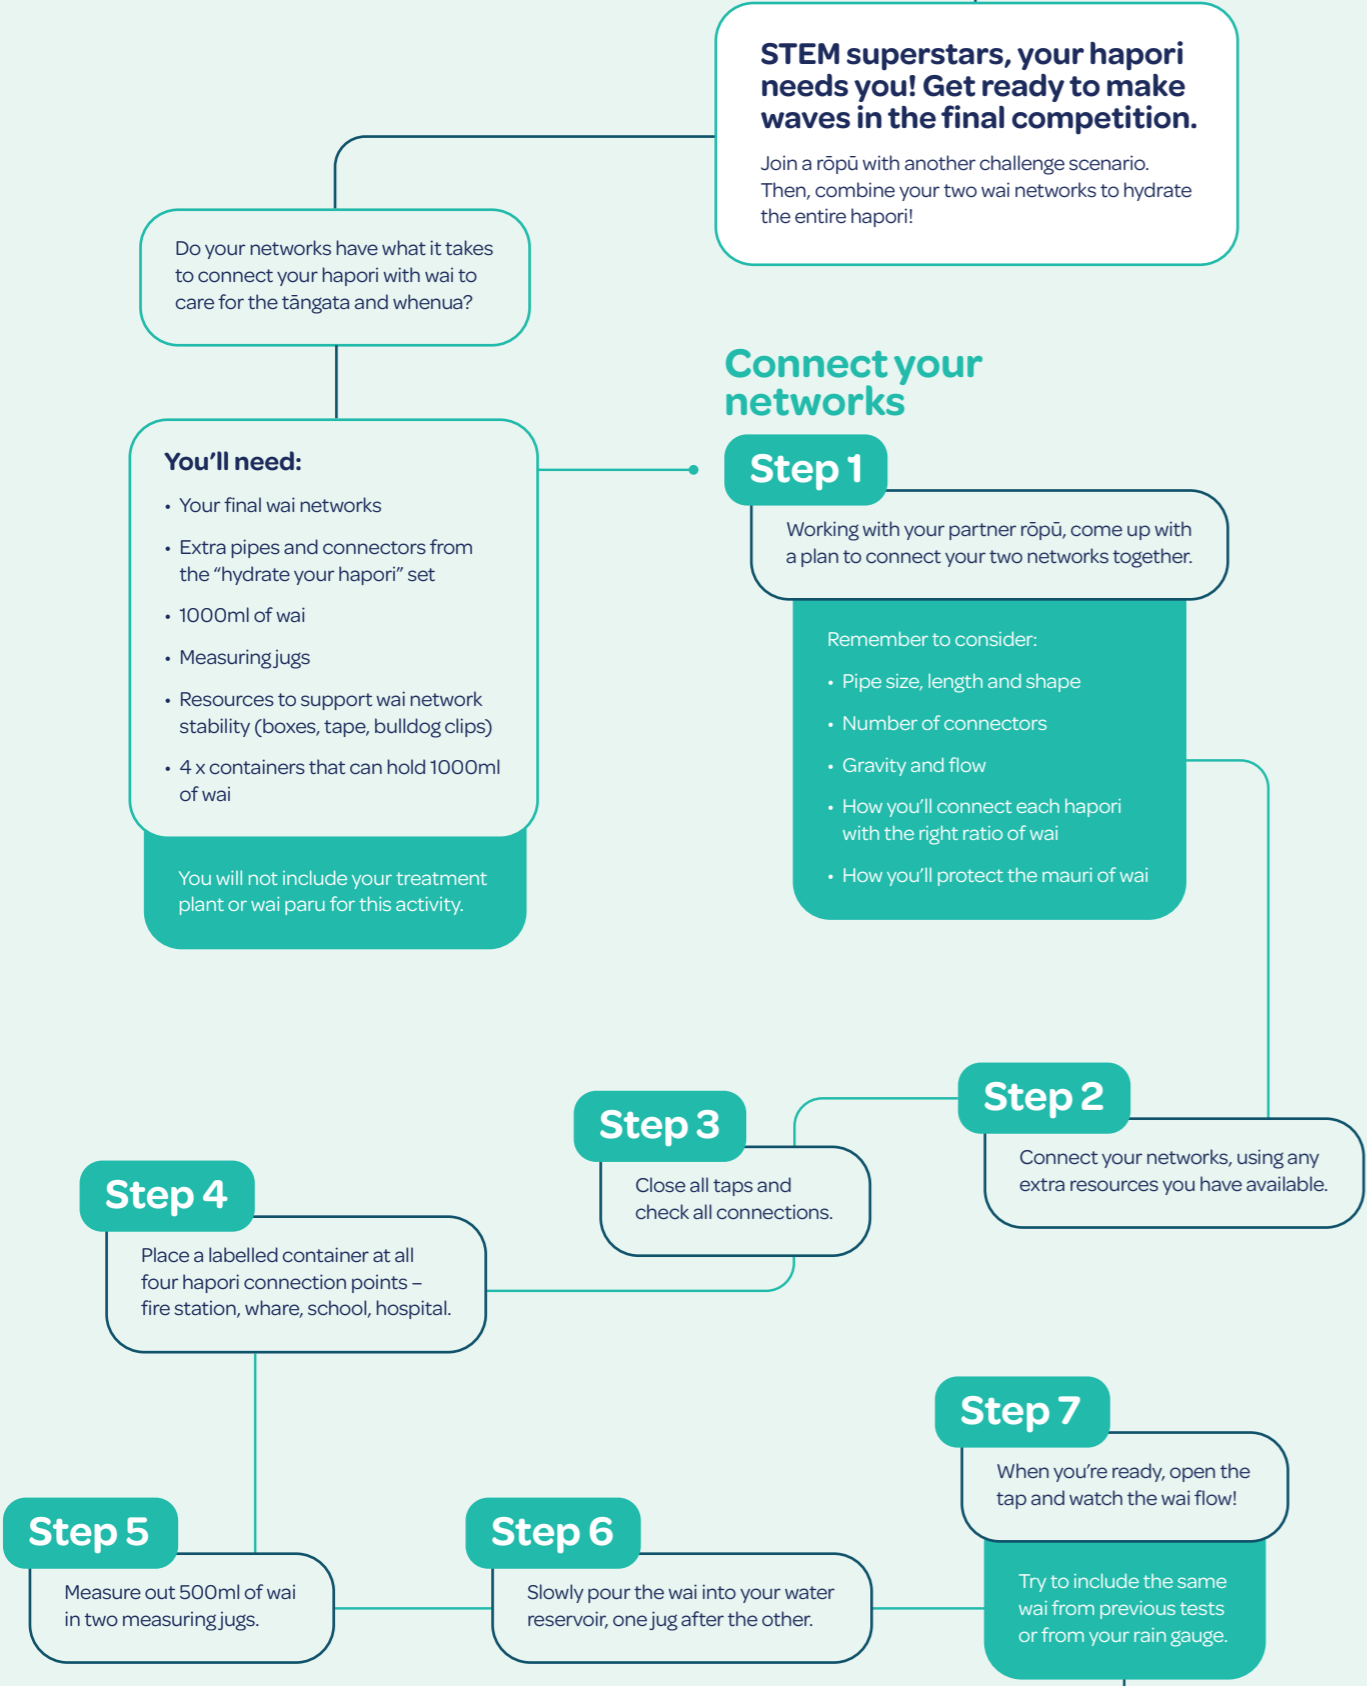 STEM superstars, your hapori
needs you! Get ready to make
waves in the final competition.
Join a rōpū with another challenge scenario.
Then, combine your two wai networks to hydrate
the entire hapori!
Do your networks have what it takes
to connect your hapori with wai to
care for the tāngata and whenua?
You'll need:
• Your final wai networks
• Extra pipes and connectors from
the “hydrate your hapori” set
• 1000ml of wai
• Measuring jugs
• Resources to support wai network
stability (boxes, tape, bulldog clips)
• 4 x containers that can hold 1000ml
of wai
You will not include your treatment
plant or wai paru for this activity.
Connect your
networks
Step 1
Working with your partner rōpū, come up with
a plan to connect your two networks together.
Remember to consider:
• Pipe size, length and shape
• Number of connectors
• Gravity and flow
• How you'll connect each hapori
with the right ratio of wai
• How you'll protect the mauri of wai
Step 2
Connect your networks, using any
extra resources you have available.
Step 3
Close all taps and
check all connections.
Step 4
Place a labelled container at all
four hapori connection points –
fire station, whare, school, hospital.
Step 5
Measure out 500ml of wai
in two measuring jugs.
Step 6
Slowly pour the wai into your water
reservoir, one jug after the other.
Step 7
When you're ready, open the
tap and watch the wai flow!
Try to include the same
wai from previous tests
or from your rain gauge.